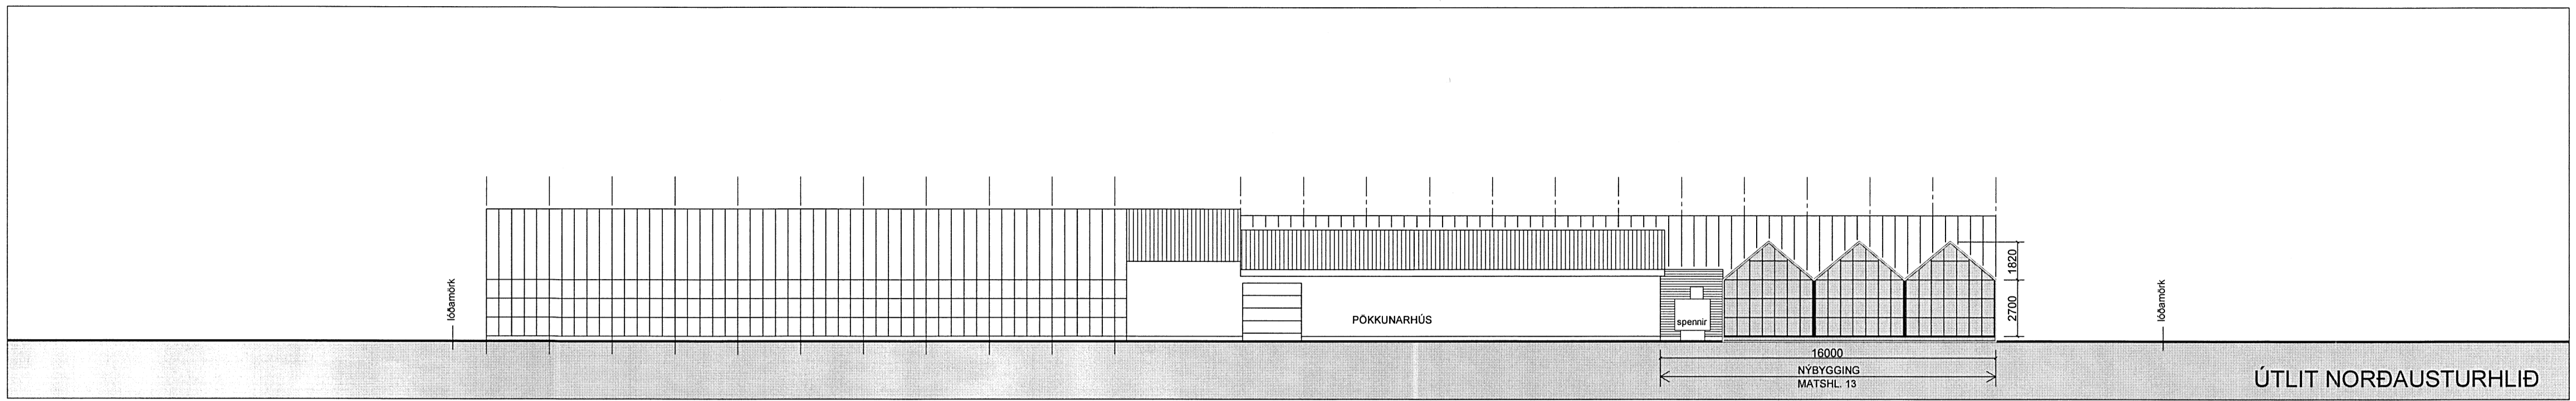 lóðamörk
PÖKKUNARHÚS
spennir
1820
2700
lóðamörk
16000
NÝBYGGING
MATSHL. 13
ÚTLIT NORÐAUSTURHLIÐ